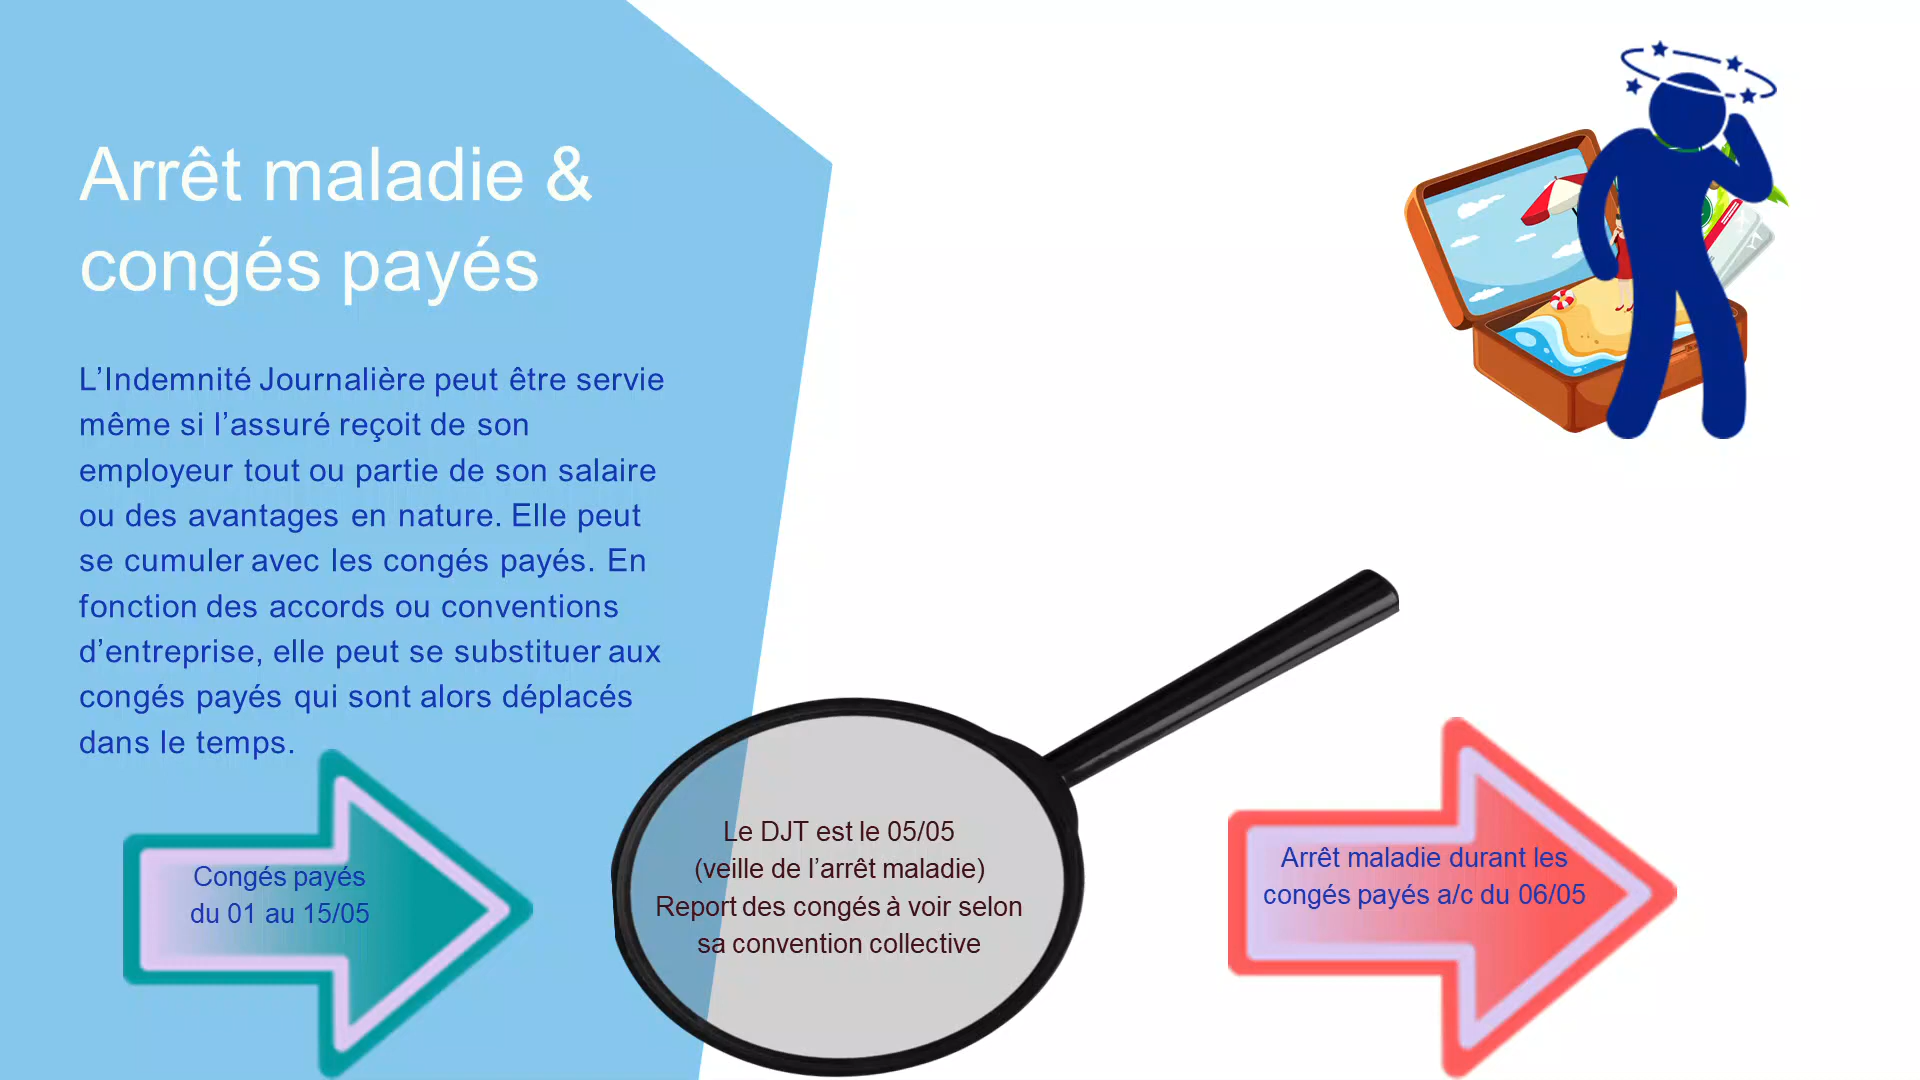 Arrêt maladie &
congés payés
L’Indemnité Journalière peut être servie
même si l’assuré reçoit de son
employeur tout ou partie de son salaire
ou des avantages en nature. Elle peut
se cumuler avec les congés payés. En
fonction des accords ou conventions
d’entreprise, elle peut se substituer aux
congés payés qui sont alors déplacés
dans le temps.
Congés payés
du 01 au 15/05
Le DJT est le 05/05
(veille de l’arrêt maladie)
Report des congés à voir selon
sa convention collective
Arrêt maladie durant les
congés payés a/c du 06/05